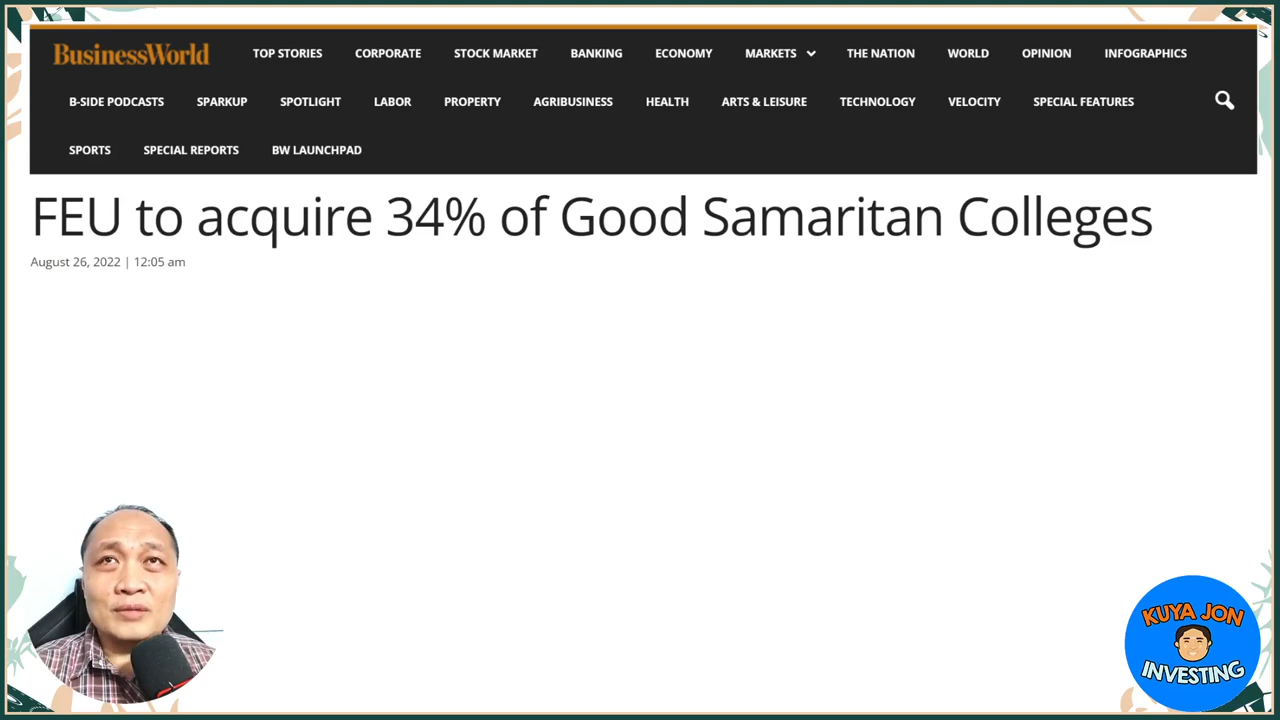 BusinessWorld TOP STORIES CORPORATE STOCK MARKET BANKING ECONOMY MARKETS THE NATION WORLD OPINION INFOGRAPHICS
B-SIDE PODCASTS SPARKUP SPOTLIGHT LABOR PROPERTY AGRIBUSINESS HEALTH ARTS & LEISURE TECHNOLOGY VELOCITY SPECIAL FEATURES
SPORTS SPECIAL REPORTS BW LAUNCHPAD
FEU to acquire 34% of Good Samaritan Colleges
August 26, 2022 | 12:05 am
KUYA JON
INVESTING